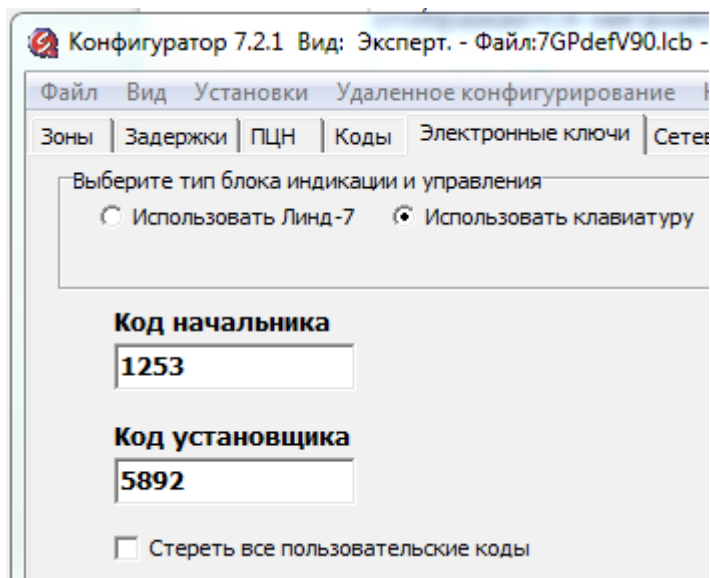 Конфигуратор 7.2.1 Вид: Эксперт. - Файл:7GPdefV90.lcb -
Файл Вид Установки Удаленное конфигурирование
Зоны Задержки ПЦН Коды Электронные ключи Сетев
Выберите тип блока индикации и управления
Использовать Линд-7 Использовать клавиатуру
Код начальника
1253
Код установщика
5892
Стереть все пользовательские коды